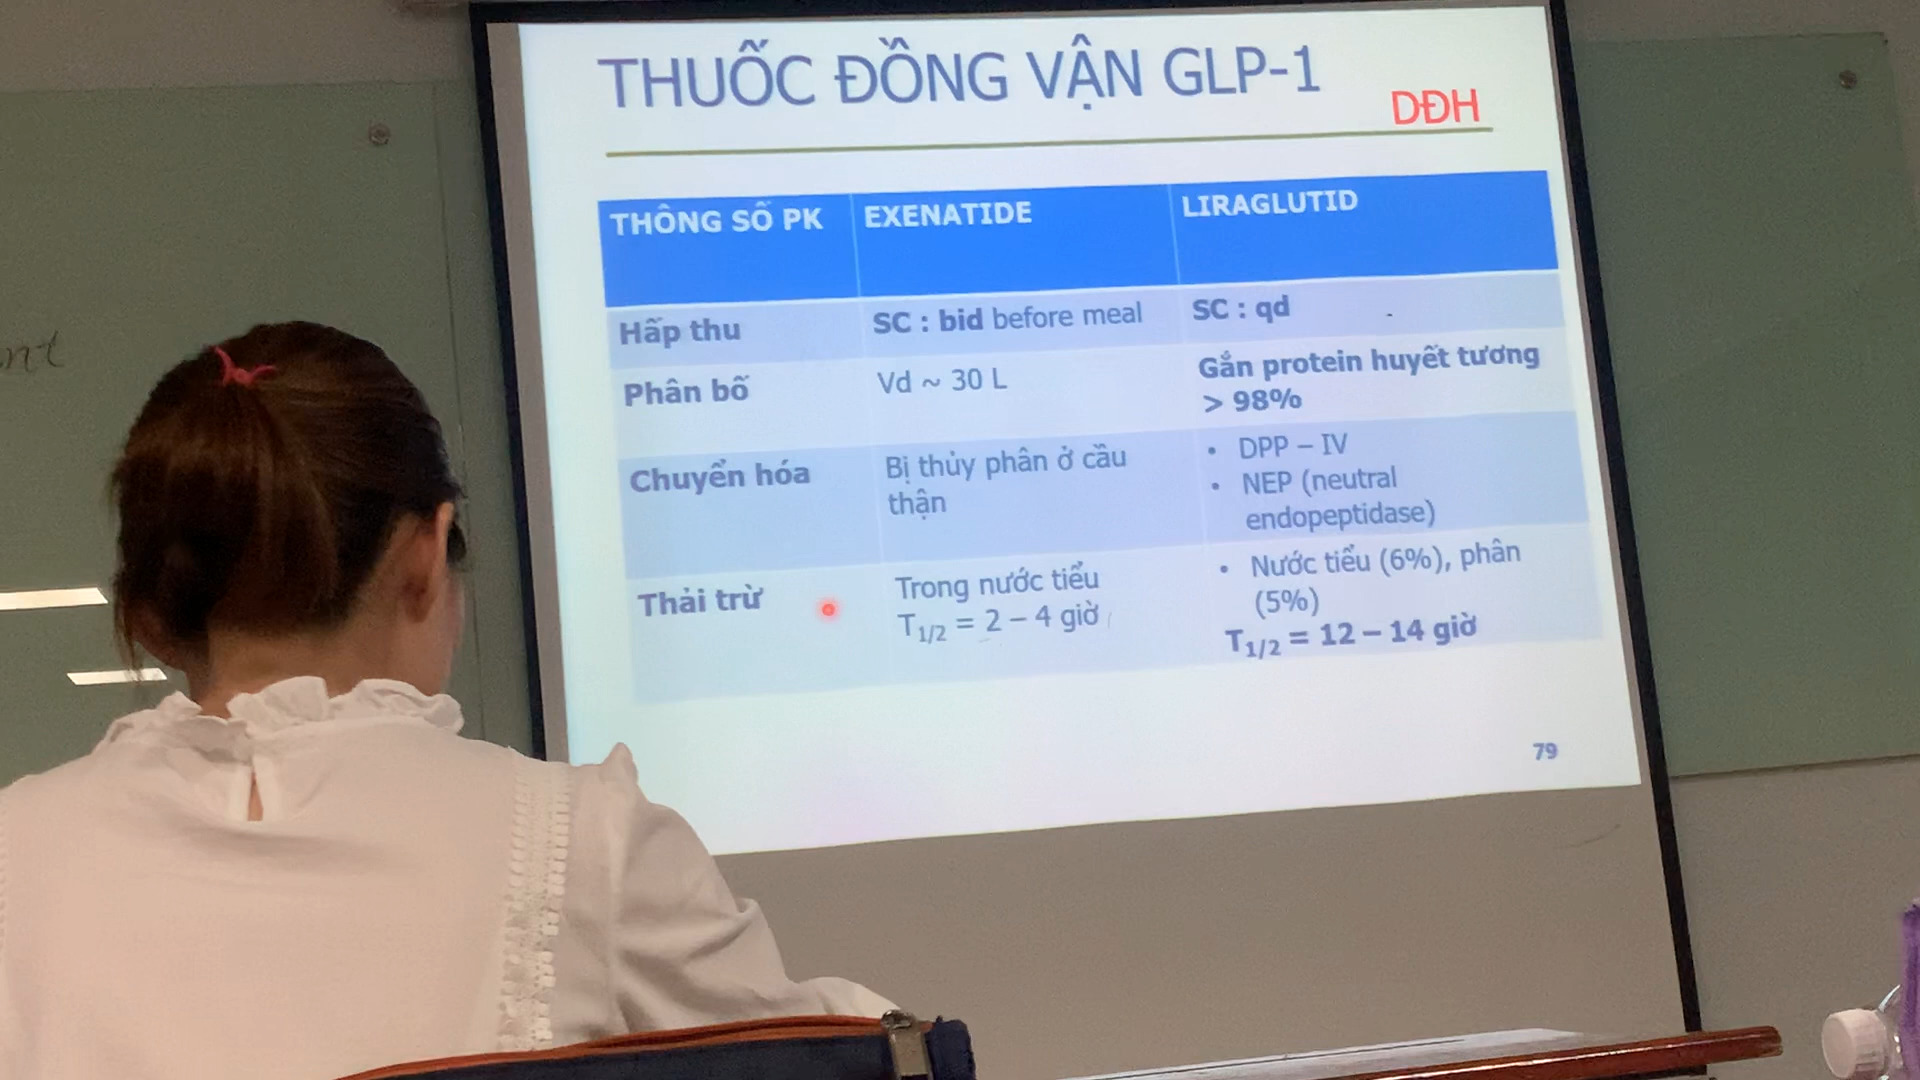 THUỐC ĐỒNG VẬN GLP-1
DĐH
THÔNG SỐ PK
EXENATIDE
LIRAGLUTID
Hấp thu
SC : bid before meal
SC : qd
Phân bố
Vd ~ 30 L
Gắn protein huyết tương
> 98%
Chuyển hóa
Bị thủy phân ở cầu
thận
• DPP – IV
• NEP (neutral
endopeptidase)
Thải trừ
Trong nước tiểu
T1/2 = 2 – 4 giờ
• Nước tiểu (6%), phân
(5%)
T1/2 = 12 – 14 giờ
79